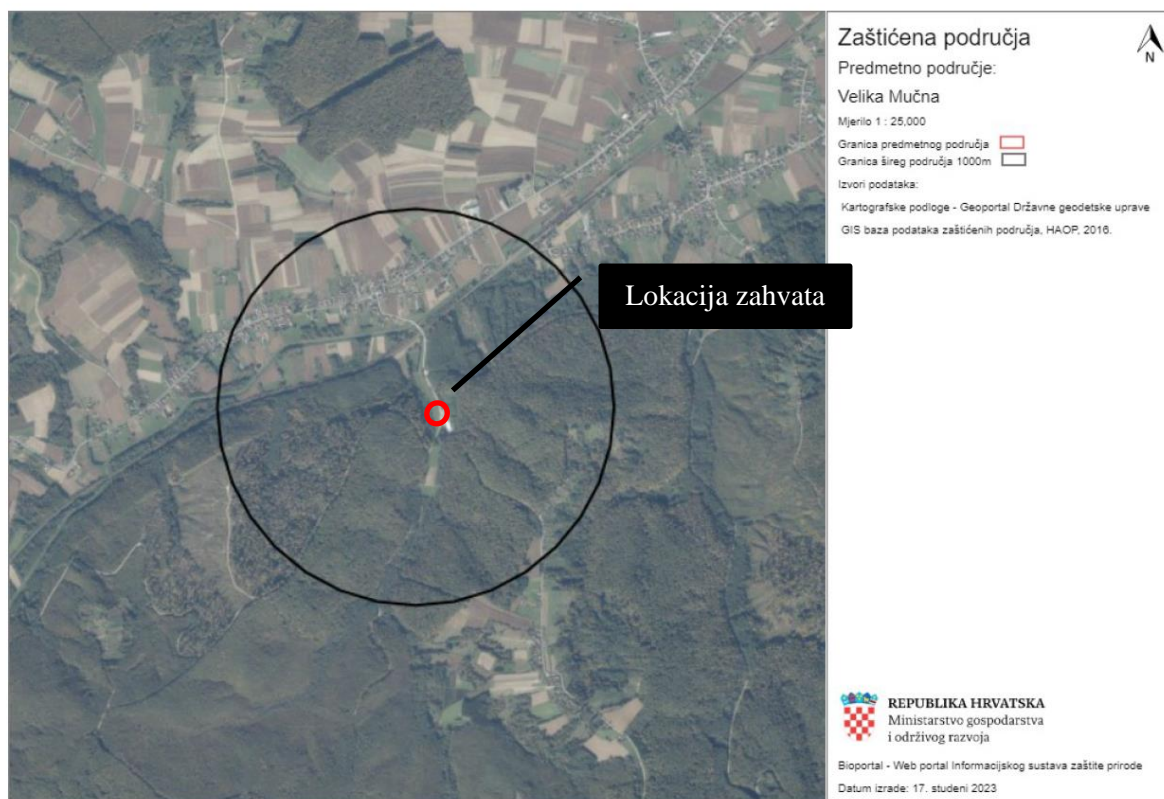 Zaštićena područja
N
Predmetno područje:
Velika Mučna
Mjerilo 1 : 25,000
Granica predmetnog područja
Granica šireg područja 1000m
Izvori podataka:
Kartografske podloge - Geoportal Državne geodetske uprave
GIS baza podataka zaštićenih područja, HAOP, 2016.
Lokacija zahvata
REPUBLIKA HRVATSKA
Ministarstvo gospodarstva
i održivog razvoja
Bioportal - Web portal Informacijskog sustava zaštite prirode
Datum izrade: 17. studeni 2023